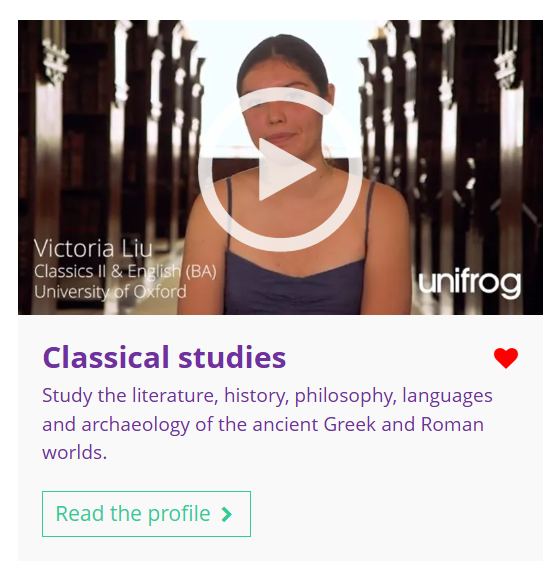 Victoria Liu
Classics II & English (BA)
University of Oxford
unifrog
Classical studies
Study the literature, history, philosophy, languages
and archaeology of the ancient Greek and Roman
worlds.
Read the profile